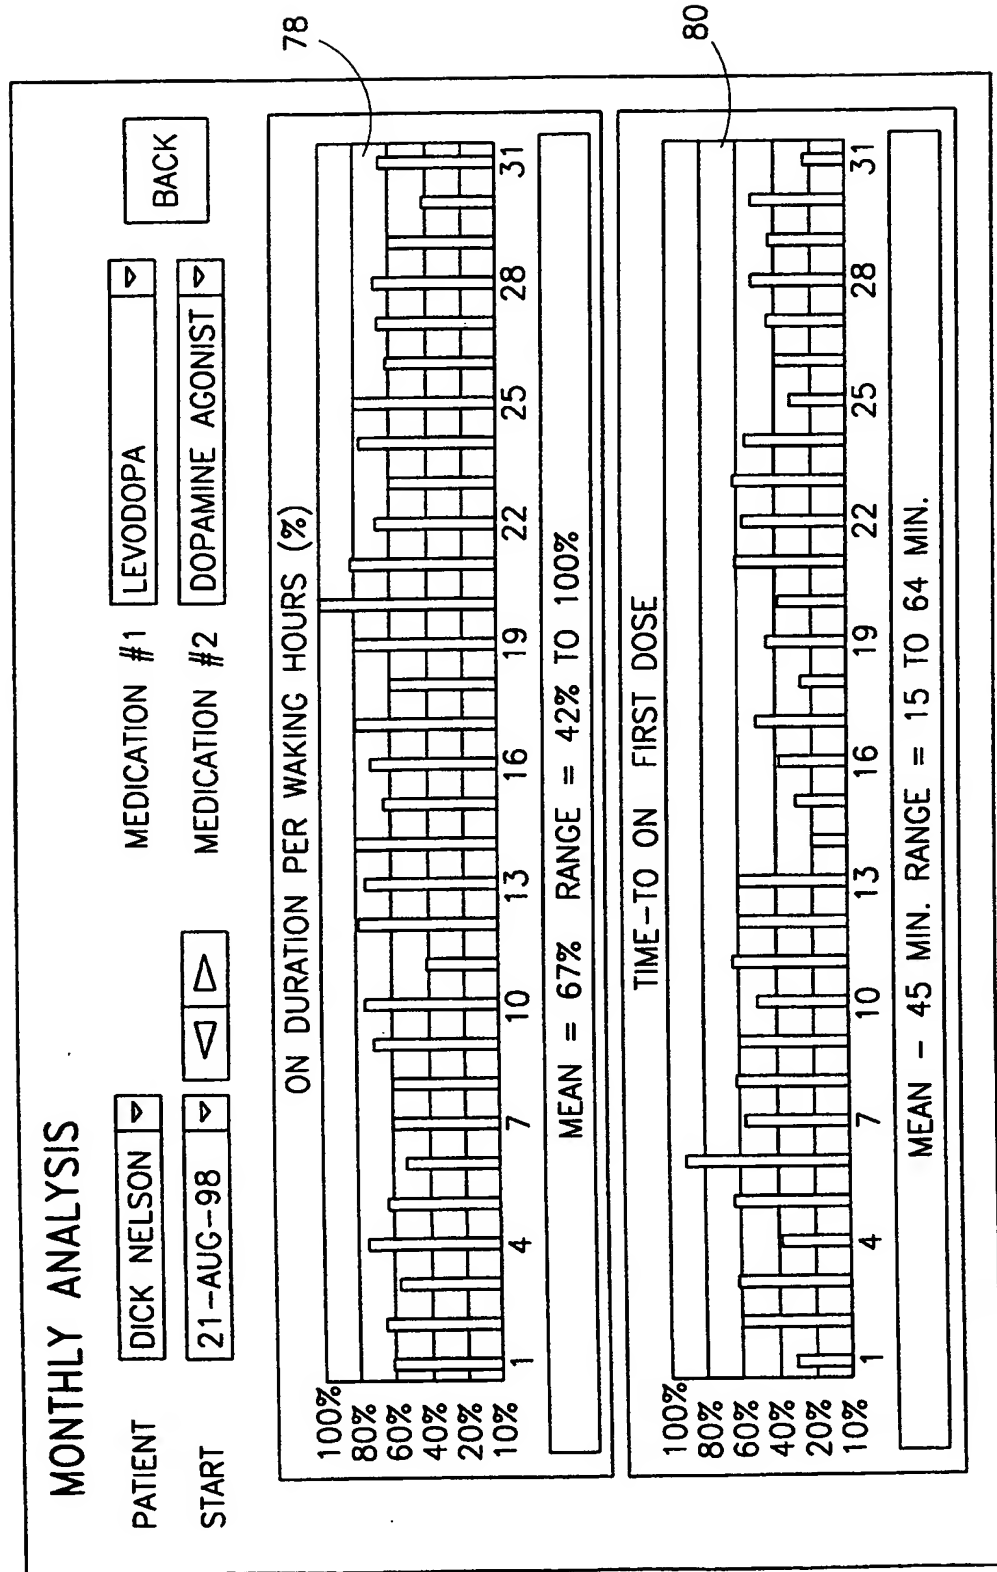 MONTHLY ANALYSIS
PATIENT DICK NELSON MEDICATION #1 LEVODOPA BACK
START 21-AUG-98 MEDICATION #2 DOPAMINE AGONIST
ON DURATION PER WAKING HOURS (%)
100%
80%
60%
40%
20%
10%
1 4 7 10 13 16 19 22 25 28 31
78
MEAN = 67% RANGE = 42% TO 100%
TIME-TO ON FIRST DOSE
100%
80%
60%
40%
20%
10%
1 4 7 10 13 16 19 22 25 28 31
80
MEAN - 45 MIN. RANGE = 15 TO 64 MIN.